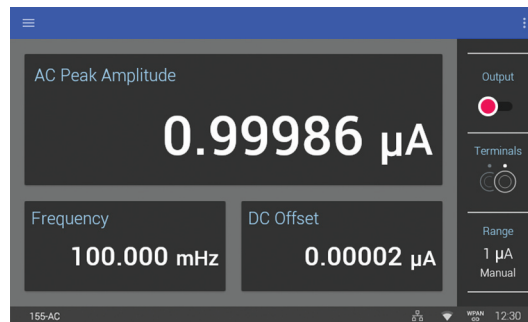 AC Peak Amplitude
0.99986 µA
Frequency
100.000 mHz
DC Offset
0.00002 µA
Output
Terminals
Range
1 µA
Manual
155-AC
WPAN
12:30